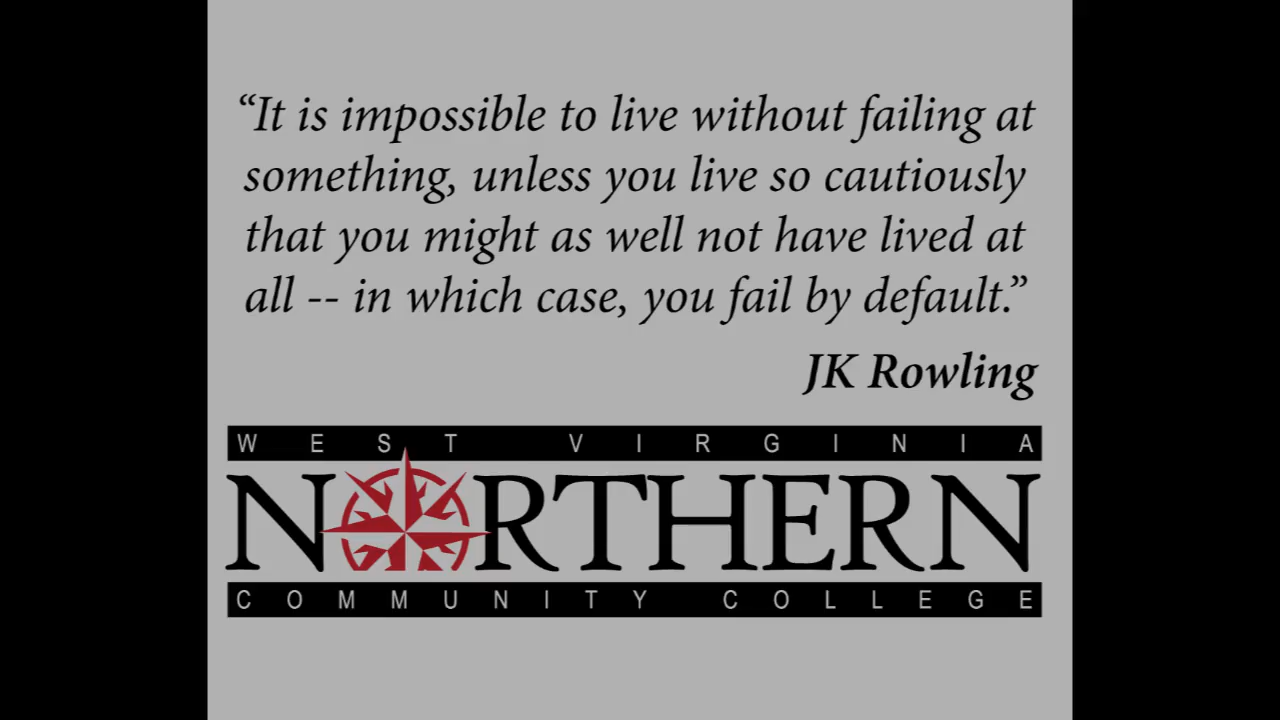 “It is impossible to live without failing at
something, unless you live so cautiously
that you might as well not have lived at
all -- in which case, you fail by default.”
JK Rowling
WEST VIRGINIA
NORTHERN
COMMUNITY COLLEGE